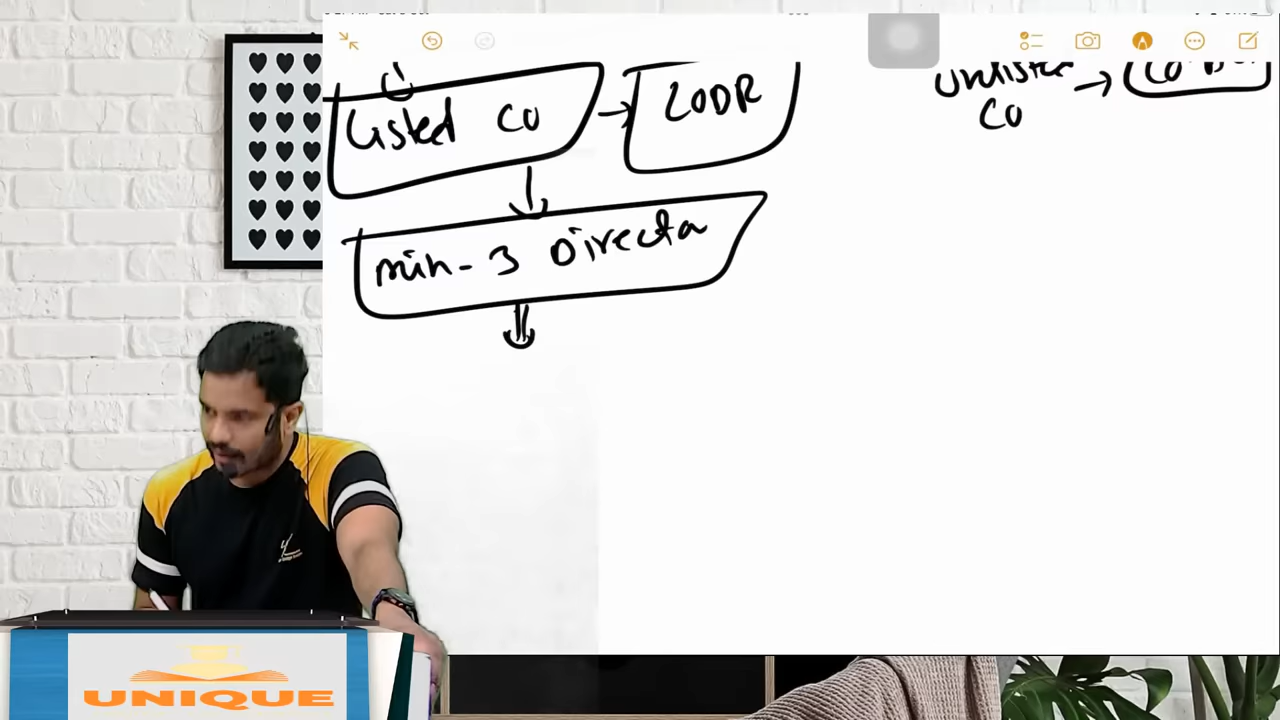 Listed CO → LODR
unlisted →
CO
min - 3 Directa
UNIQUE